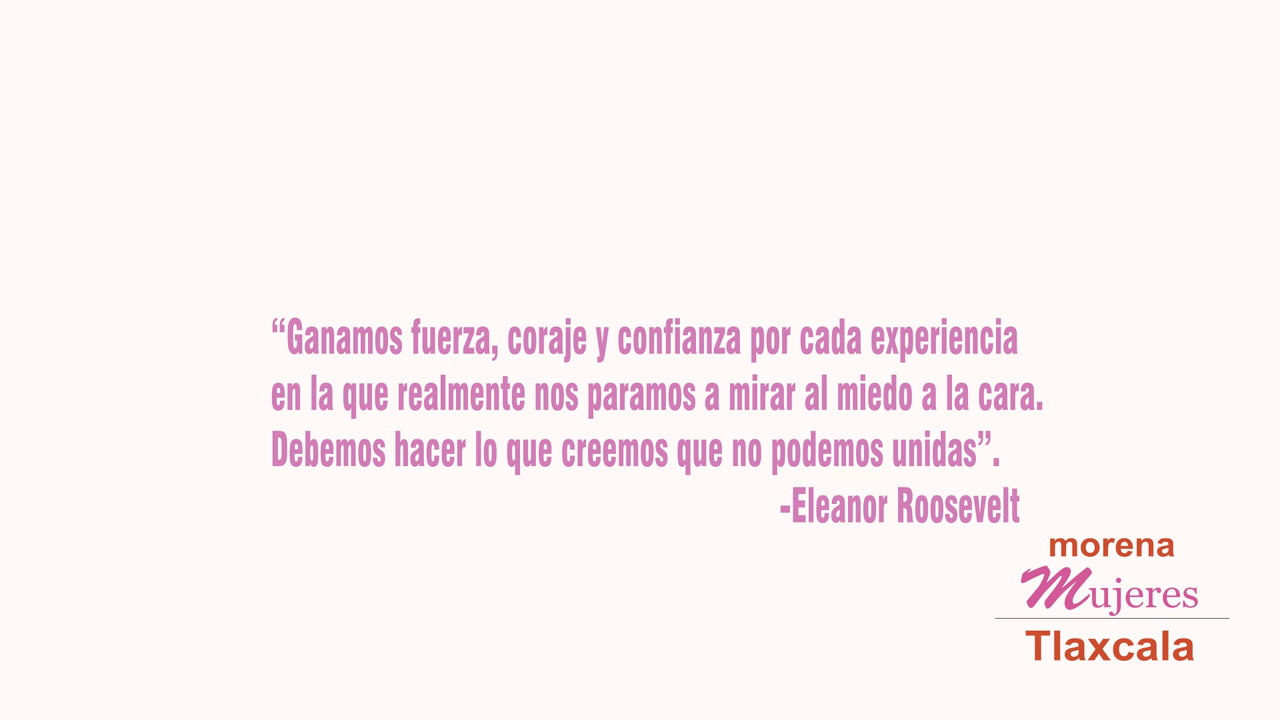 “Ganamos fuerza, coraje y confianza por cada experiencia
en la que realmente nos paramos a mirar al miedo a la cara.
Debemos hacer lo que creemos que no podemos unidas”.
-Eleanor Roosevelt
morena
Mujeres
Tlaxcala